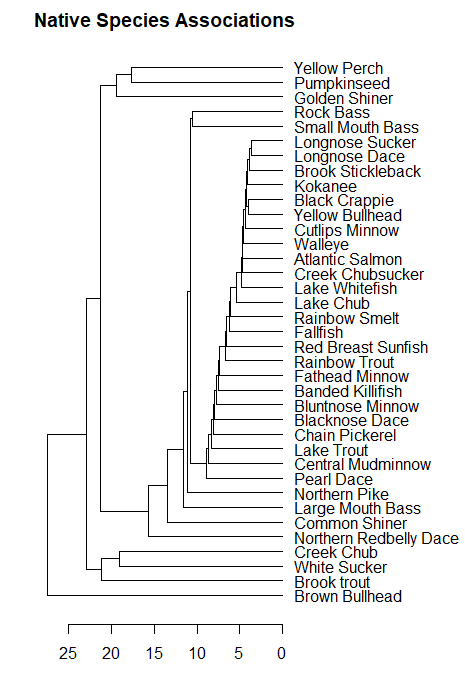 Native Species Associations
Yellow Perch
Pumpkinseed
Golden Shiner
Rock Bass
Small Mouth Bass
Longnose Sucker
Longnose Dace
Brook Stickleback
Kokanee
Black Crappie
Yellow Bullhead
Cutlips Minnow
Walleye
Atlantic Salmon
Creek Chubsucker
Lake Whitefish
Lake Chub
Rainbow Smelt
Fallfish
Red Breast Sunfish
Rainbow Trout
Fathead Minnow
Banded Killifish
Bluntnose Minnow
Blacknose Dace
Chain Pickerel
Lake Trout
Central Mudminnow
Pearl Dace
Northern Pike
Large Mouth Bass
Common Shiner
Northern Redbelly Dace
Creek Chub
White Sucker
Brook trout
Brown Bullhead
25 20 15 10 5 0